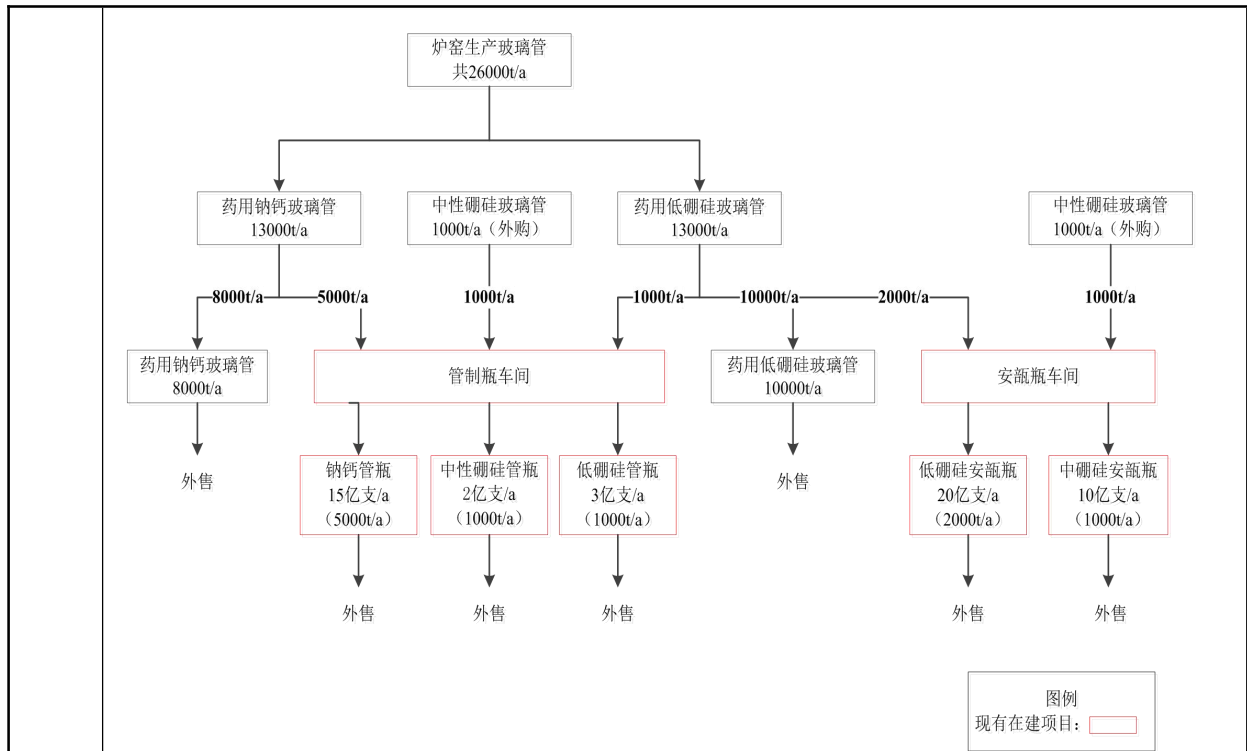 炉窑生产玻璃管
共26000t/a
药用钠钙玻璃管
13000t/a
中性硼硅玻璃管
1000t/a（外购）
药用低硼硅玻璃管
13000t/a
中性硼硅玻璃管
1000t/a（外购）
8000t/a
5000t/a
1000t/a
1000t/a
10000t/a
2000t/a
1000t/a
药用钠钙玻璃管
8000t/a
管制瓶车间
药用低硼硅玻璃管
10000t/a
安瓿瓶车间
外售
钠钙管瓶
15亿支/a
（5000t/a）
中性硼硅管瓶
2亿支/a
（1000t/a）
低硼硅管瓶
3亿支/a
（1000t/a）
外售
低硼硅安瓿瓶
20亿支/a
（2000t/a）
中硼硅安瓿瓶
10亿支/a
（1000t/a）
外售
外售
外售
外售
外售
图例
现有在建项目：